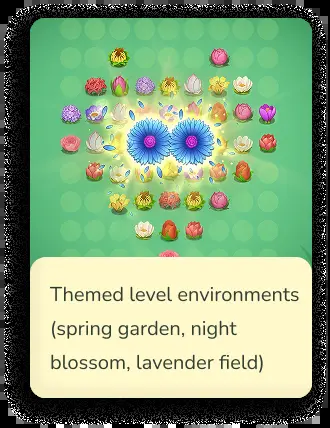 Themed level environments
(spring garden, night
blossom, lavender field)